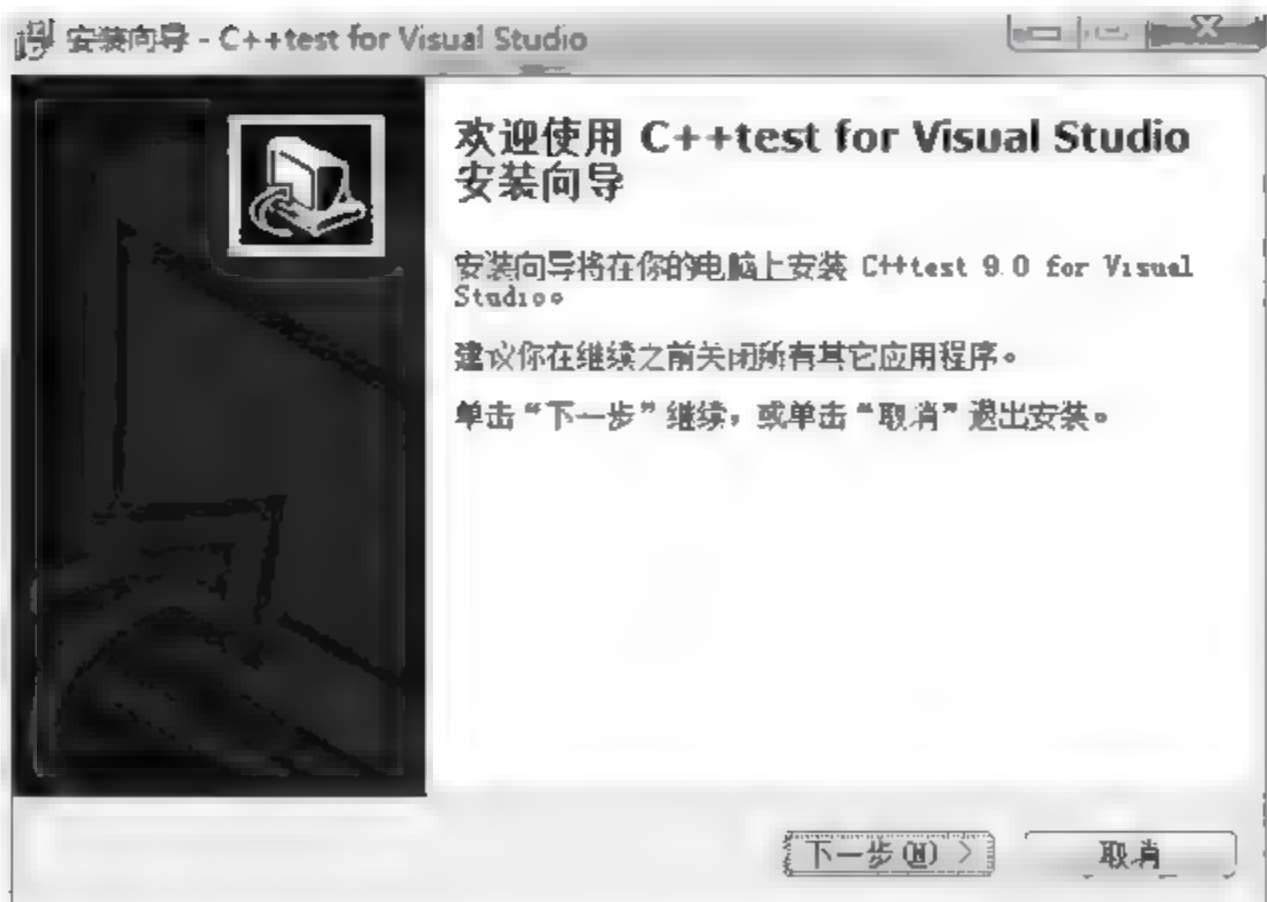 安装向导 - C++test for Visual Studio
欢迎使用 C++test for Visual Studio
安装向导
安装向导将在你的电脑上安装 C++test 9.0 for Visual
Studio。
建议你在继续之前关闭所有其它应用程序。
单击“下一步”继续，或单击“取消”退出安装。
下一步(N) >
取消